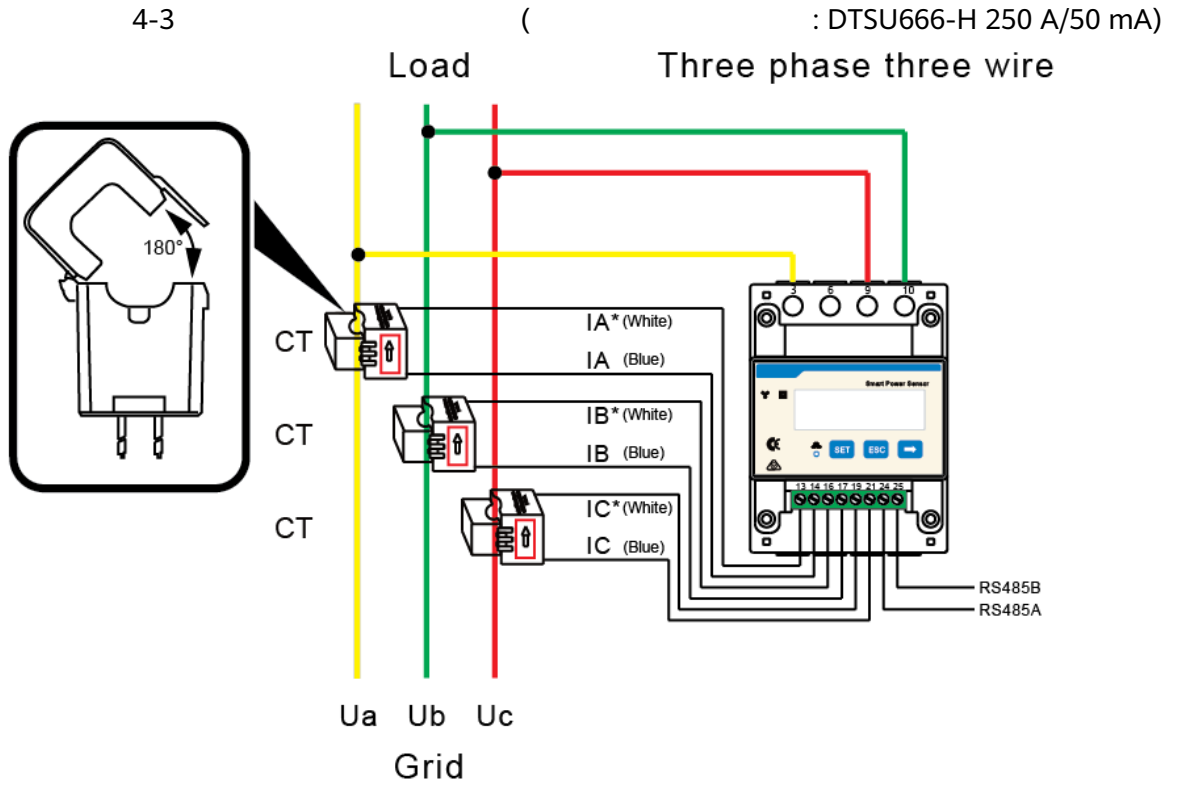 4-3 ( : DTSU666-H 250 A/50 mA)
Load Three phase three wire
180°
3 6 9 10
CT
IA* (White)
IA (Blue)
Smart Power Sensor
CT
IB* (White)
IB (Blue)
SET ESC
13 14 16 17 19 21 24 25
CT
IC* (White)
IC (Blue)
RS485B
RS485A
Ua Ub Uc
Grid